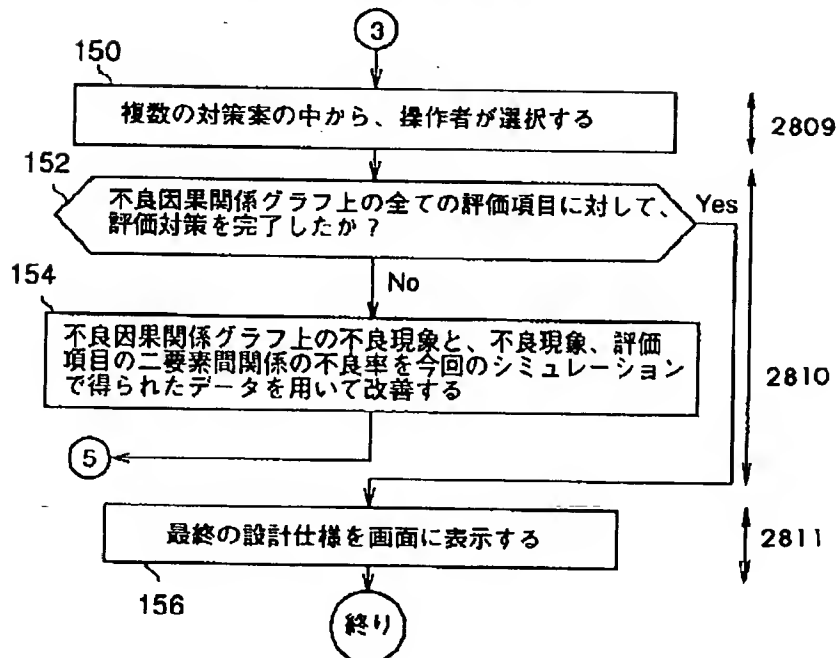 3
150
複数の対策案の中から、操作者が選択する
2809
152
不良因果関係グラフ上の全ての評価項目に対して、
評価対策を完了したか？
Yes
No
154
不良因果関係グラフ上の不良現象と、不良現象、評価
項目の二要素間関係の不良率を今回のシミュレーション
で得られたデータを用いて改善する
2810
5
最終の設計仕様を画面に表示する
2811
156
終り